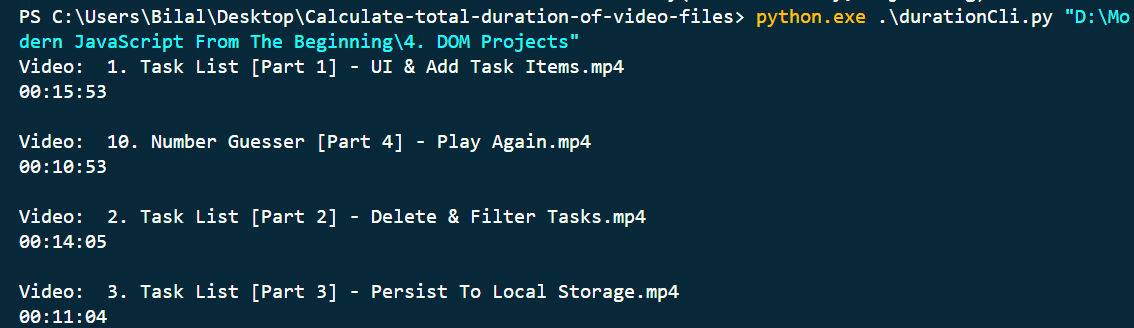 PS C:\Users\Bilal\Desktop\Calculate-total-duration-of-video-files> python.exe .\durationCli.py "D:\Mo
dern JavaScript From The Beginning\4. DOM Projects"
Video:  1. Task List [Part 1] - UI & Add Task Items.mp4
00:15:53
Video:  10. Number Guesser [Part 4] - Play Again.mp4
00:10:53
Video:  2. Task List [Part 2] - Delete & Filter Tasks.mp4
00:14:05
Video:  3. Task List [Part 3] - Persist To Local Storage.mp4
00:11:04